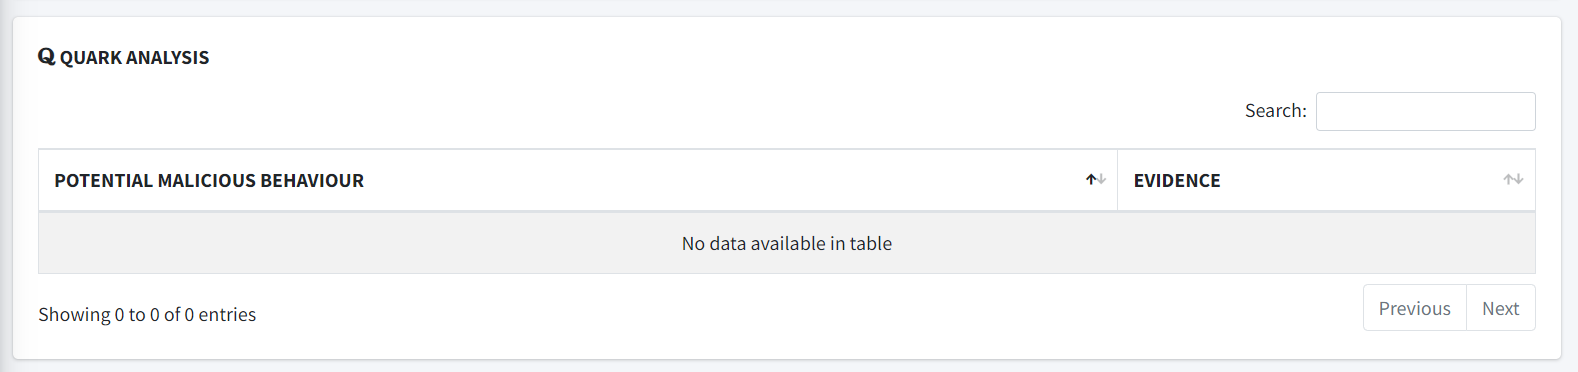 Q QUARK ANALYSIS
Search:
POTENTIAL MALICIOUS BEHAVIOUR EVIDENCE
No data available in table
Showing 0 to 0 of 0 entries
Previous Next